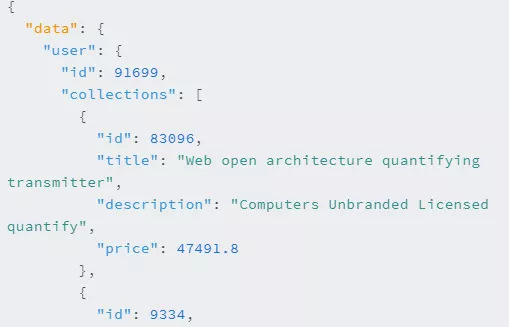 {
  "data": {
    "user": {
      "id": 91699,
      "collections": [
        {
          "id": 83096,
          "title": "Web open architecture quantifying
transmitter",
          "description": "Computers Unbranded Licensed
quantify",
          "price": 47491.8
        },
        {
          "id": 9334,